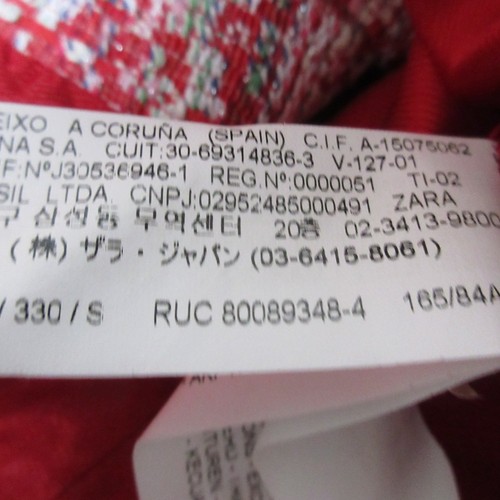 EIXO A CORUÑA (SPAIN) C.I.F. A-15075062
NA S.A. CUIT:30-69314836-3 V-127-01
F:NºJ30536946-1 REG.Nº:0000051 TI-02
SIL LTDA. CNPJ:02952485000491 ZARA
구 삼성동 무역센터 20층 02-3413-9800
(株) ザラ・ジャパン (03-6415-8061)
/ 330 / S RUC 80089348-4 165/84A